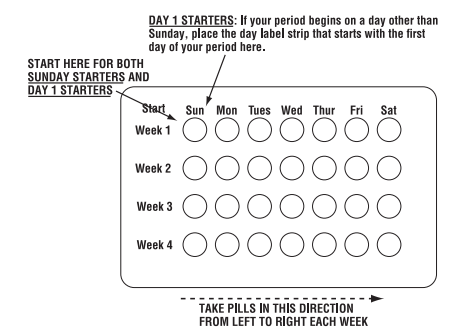 DAY 1 STARTERS: If your period begins on a day other than
Sunday, place the day label strip that starts with the first
day of your period here.
START HERE FOR BOTH
SUNDAY STARTERS AND
DAY 1 STARTERS
Start Sun Mon Tues Wed Thur Fri Sat
Week 1
Week 2
Week 3
Week 4
TAKE PILLS IN THIS DIRECTION
FROM LEFT TO RIGHT EACH WEEK